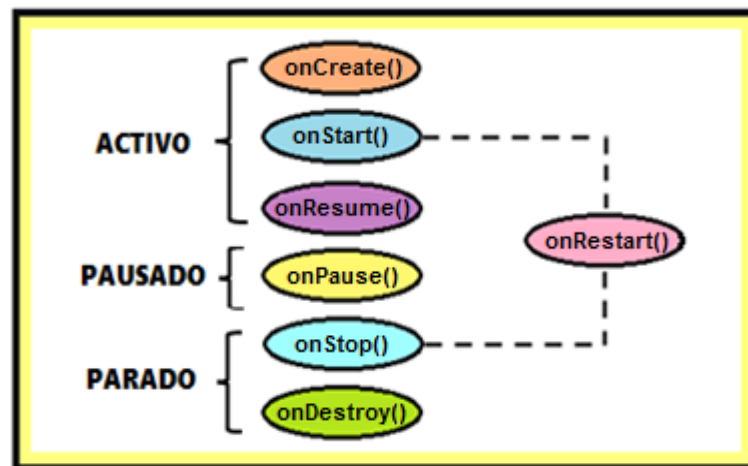 onCreate()
ACTIVO
onStart()
onResume()
onRestart()
PAUSADO
onPause()
onStop()
PARADO
onDestroy()